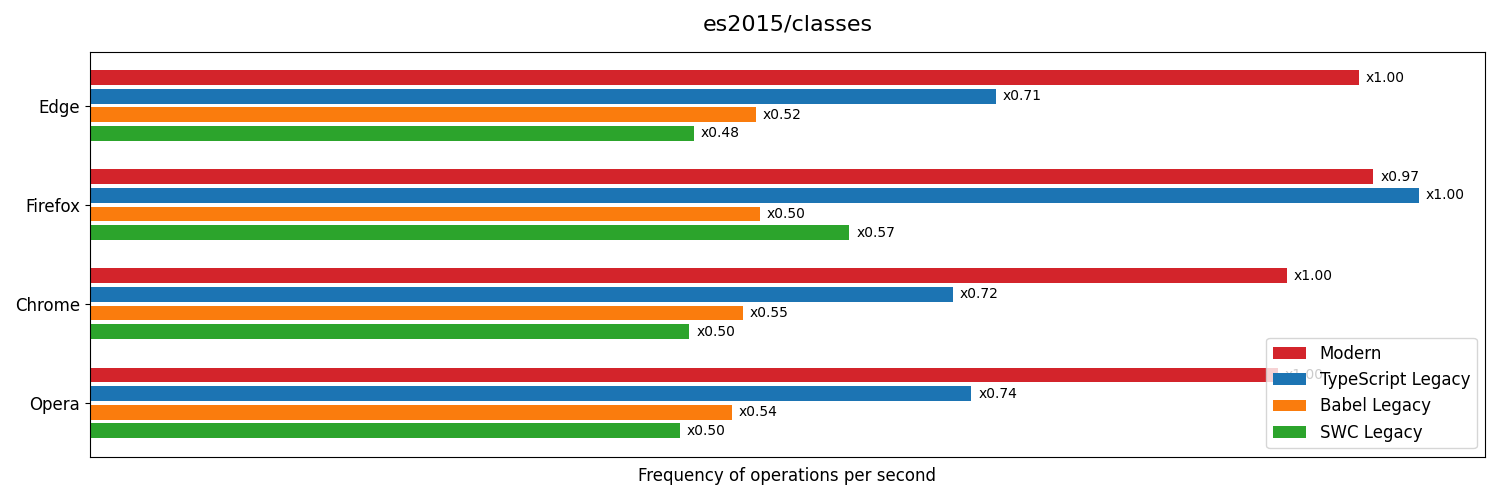 es2015/classes
Edge
x1.00
x0.71
x0.52
x0.48
Firefox
x0.97
x1.00
x0.50
x0.57
Chrome
x1.00
x0.72
x0.55
x0.50
Opera
x1.00
x0.74
x0.54
x0.50
Modern
TypeScript Legacy
Babel Legacy
SWC Legacy
Frequency of operations per second